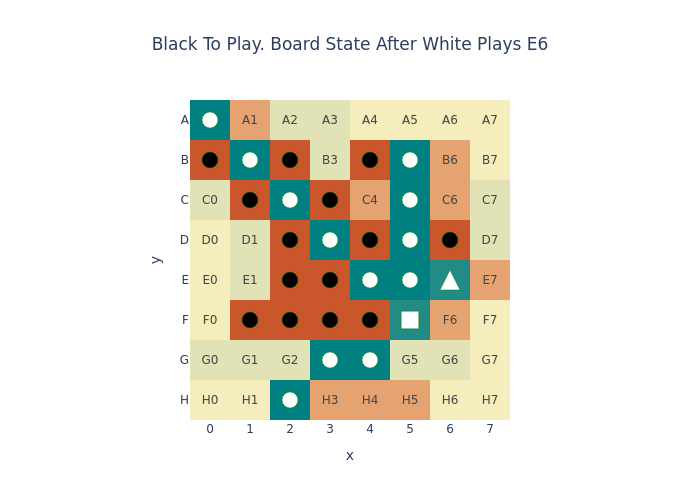 Black To Play. Board State After White Plays E6
A A1 A2 A3 A4 A5 A6 A7
B B3 B6 B7
C C0 C4 C6 C7
D D0 D1 D7
E E0 E1 E7
F F0 F6 F7
G G0 G1 G2 G5 G6 G7
H H0 H1 H3 H4 H5 H6 H7
0 1 2 3 4 5 6 7
x
y